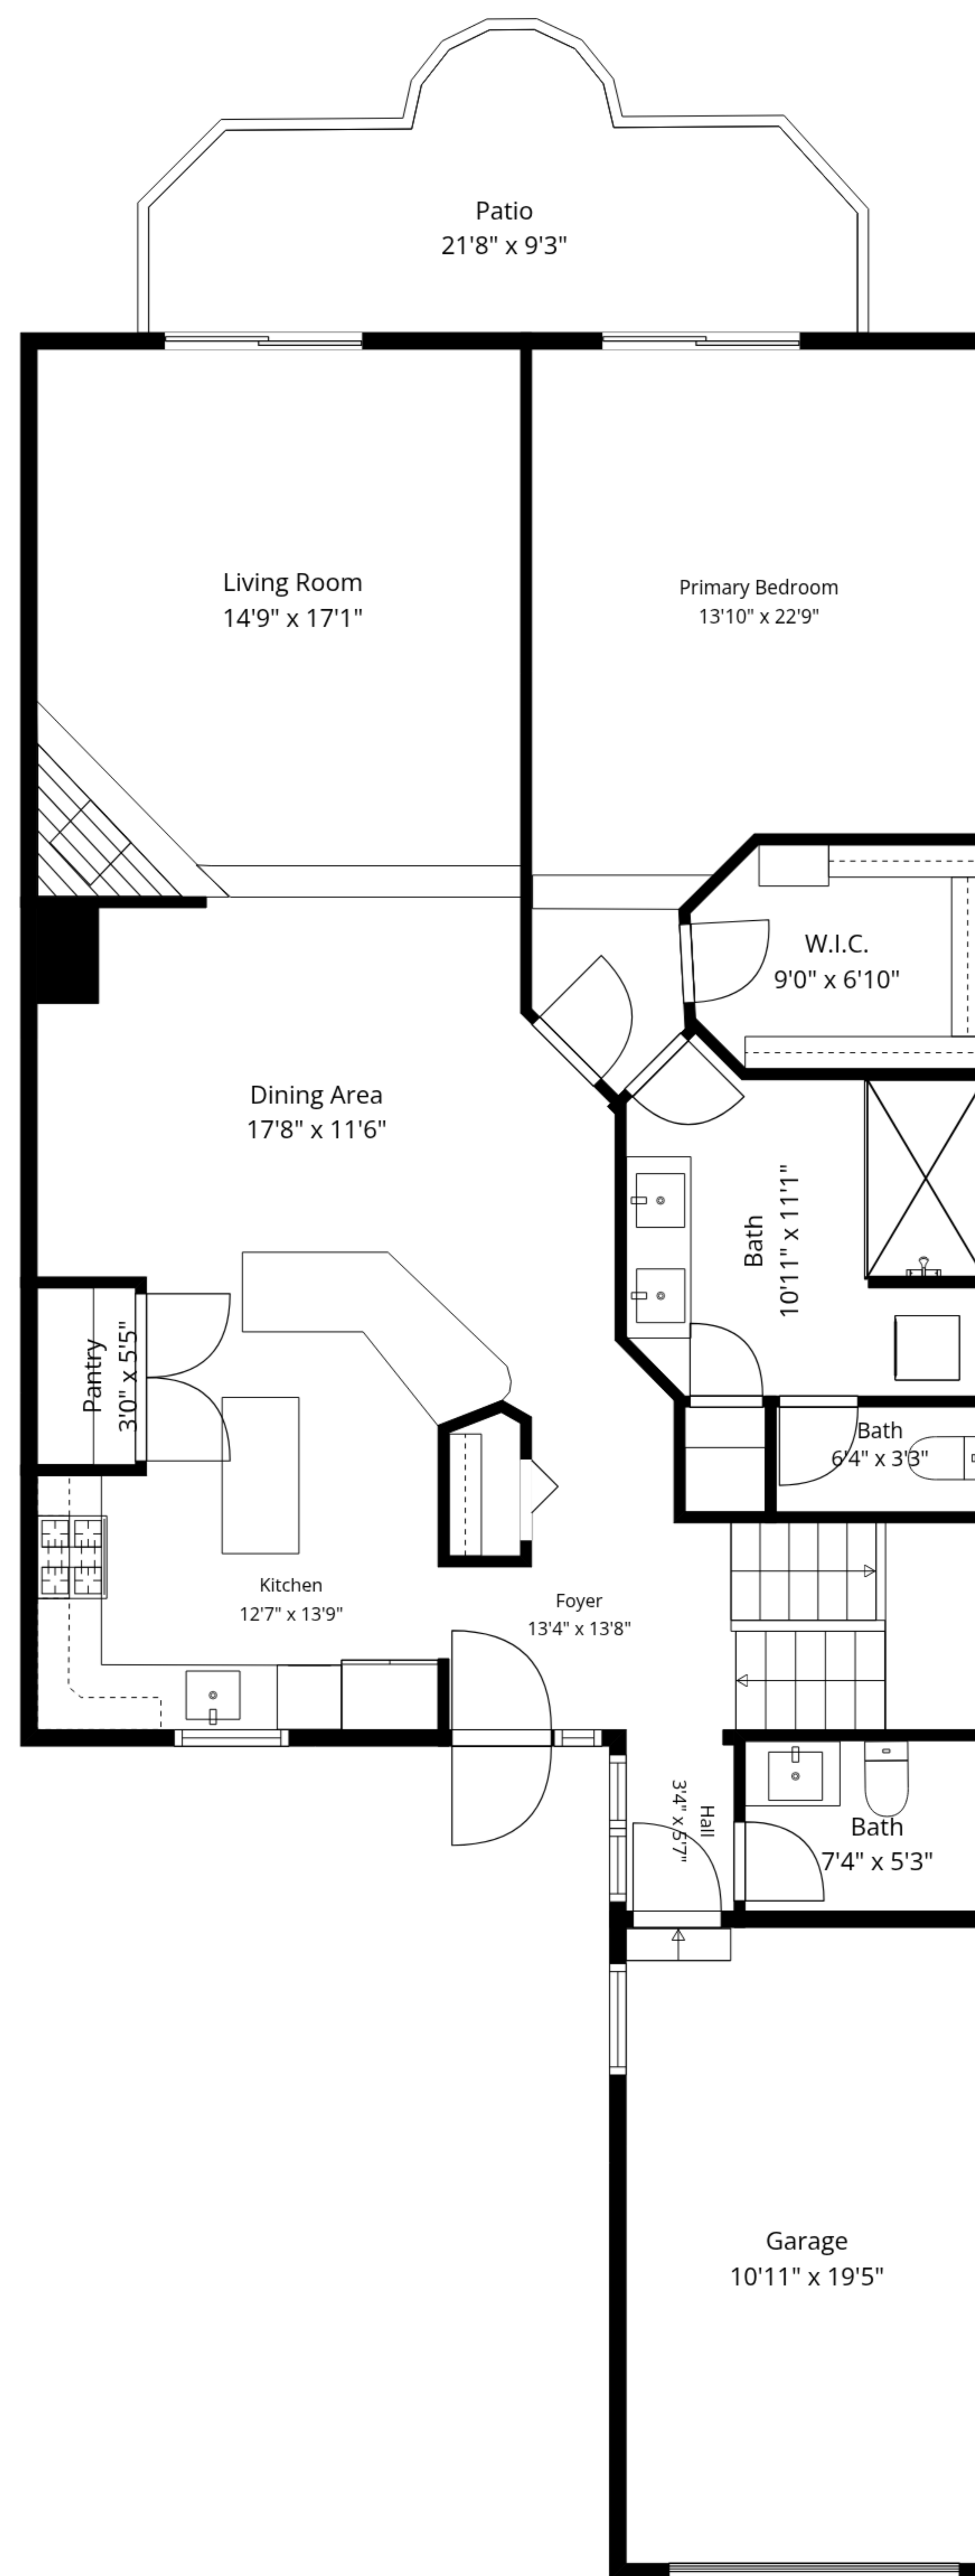 Patio
21'8" x 9'3"
Living Room
14'9" x 17'1"
Primary Bedroom
13'10" x 22'9"
W.I.C.
9'0" x 6'10"
Dining Area
17'8" x 11'6"
Bath
10'11" x 11'1"
Pantry
3'0" x 5'5"
Bath
6'4" x 3'3"
Kitchen
12'7" x 13'9"
Foyer
13'4" x 13'8"
Hall
3'4" x 5'7"
Bath
7'4" x 5'3"
Garage
10'11" x 19'5"